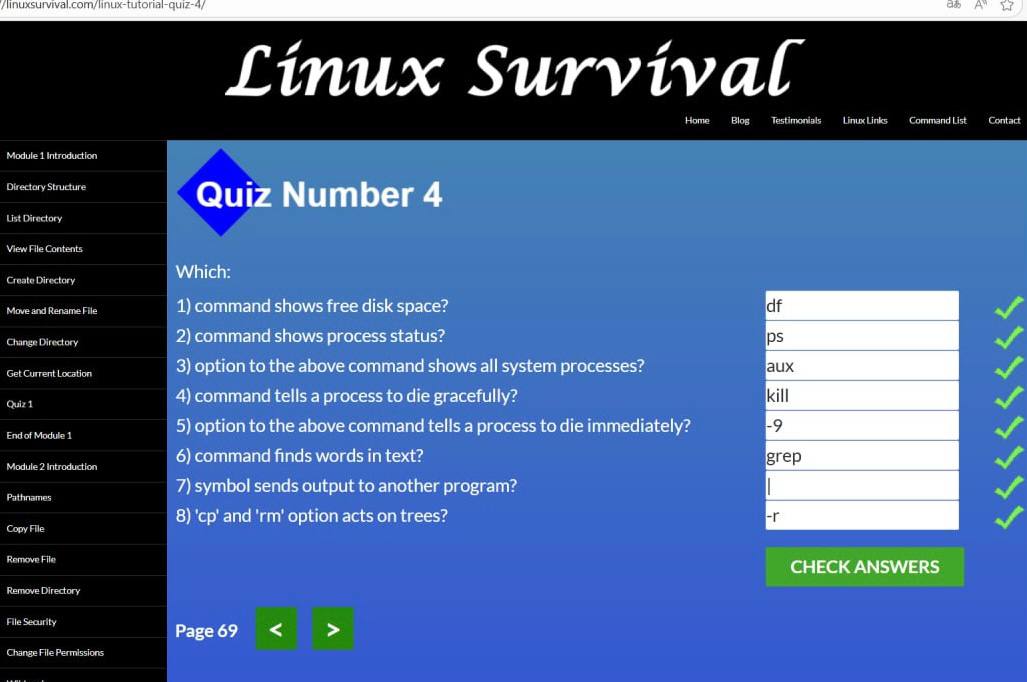 /linuxsurvival.com/linux-tutorial-quiz-4/
Linux Survival
Home Blog Testimonials Linux Links Command List Contact
Module 1 Introduction
Directory Structure
List Directory
View File Contents
Create Directory
Move and Rename File
Change Directory
Get Current Location
Quiz 1
End of Module 1
Module 2 Introduction
Pathnames
Copy File
Remove File
Remove Directory
File Security
Change File Permissions
Quiz Number 4
Which:
1) command shows free disk space? df
2) command shows process status? ps
3) option to the above command shows all system processes? aux
4) command tells a process to die gracefully? kill
5) option to the above command tells a process to die immediately? -9
6) command finds words in text? grep
7) symbol sends output to another program? |
8) 'cp' and 'rm' option acts on trees? -r
CHECK ANSWERS
Page 69 < >